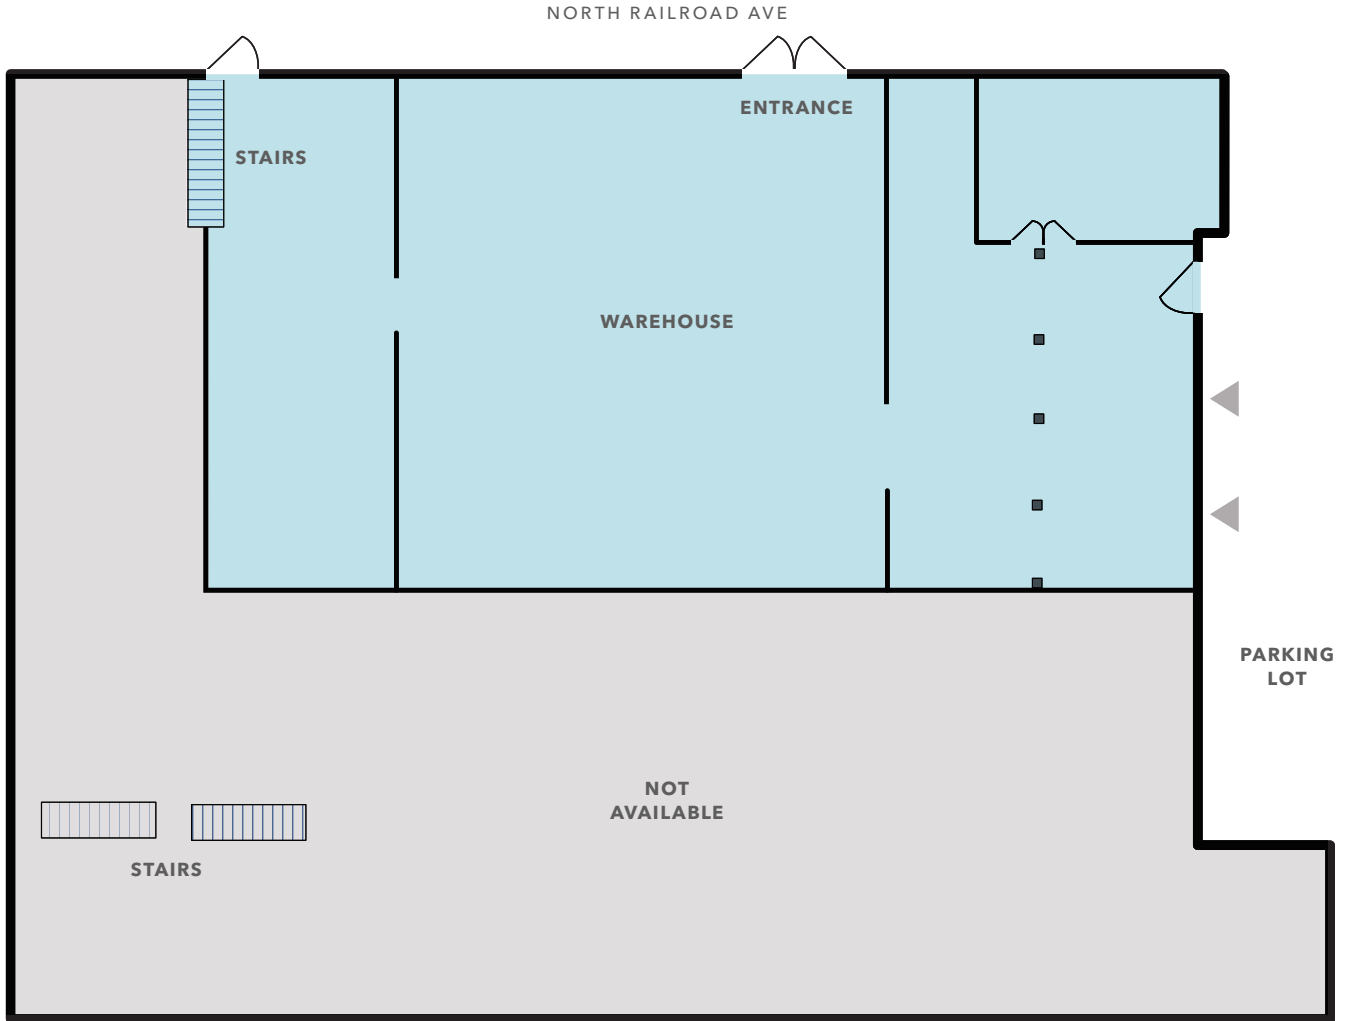 NORTH RAILROAD AVE
ENTRANCE
STAIRS
WAREHOUSE
PARKING
LOT
NOT
AVAILABLE
STAIRS